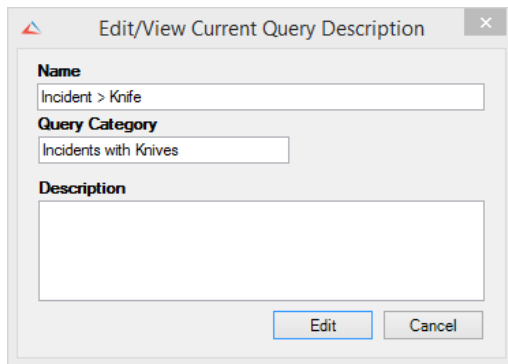 Edit/View Current Query Description
Name
Incident > Knife
Query Category
Incidents with Knives
Description
Edit Cancel